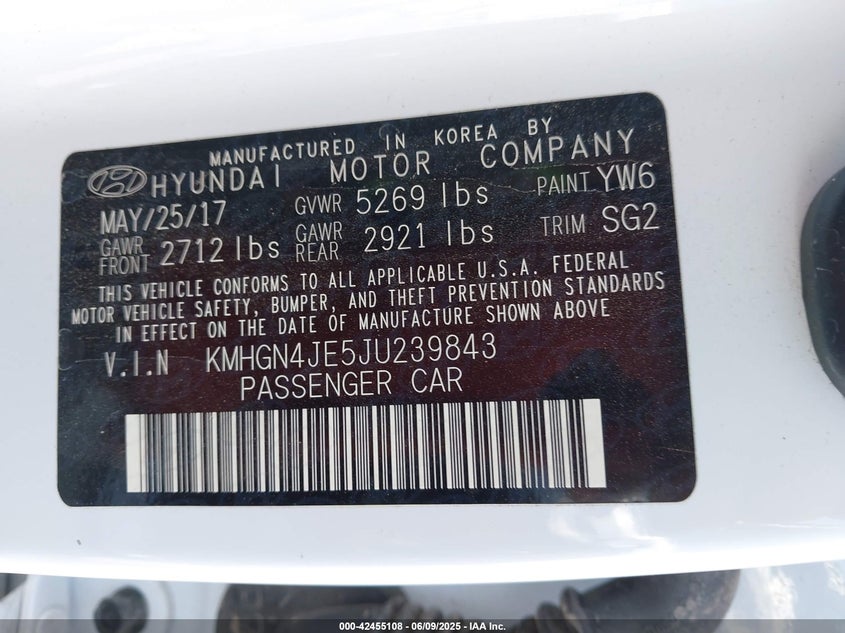 MANUFACTURED IN KOREA BY
HYUNDAI MOTOR COMPANY
MAY/25/17 GVWR 5269 lbs PAINT YW6
GAWR FRONT 2712 lbs GAWR REAR 2921 lbs TRIM SG2
THIS VEHICLE CONFORMS TO ALL APPLICABLE U.S.A. FEDERAL
MOTOR VEHICLE SAFETY, BUMPER, AND THEFT PREVENTION STANDARDS
IN EFFECT ON THE DATE OF MANUFACTURE SHOWN ABOVE
V.I.N KMHGN4JE5JU239843
PASSENGER CAR
000-42455108 - 06/09/2025 - IAA Inc.